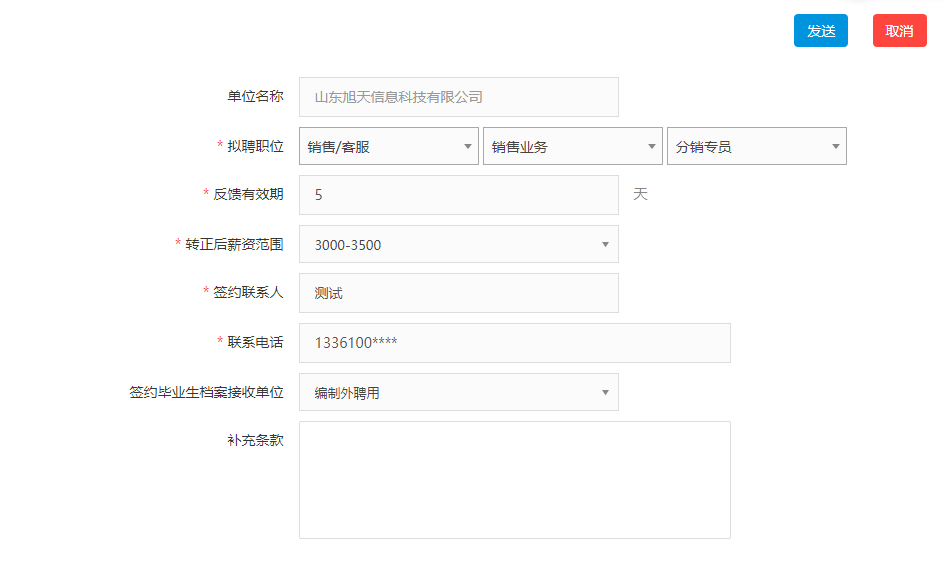 发送 取消
单位名称 山东旭天信息科技有限公司
* 拟聘职位 销售/客服 销售业务 分销专员
* 反馈有效期 5 天
* 转正后薪资范围 3000-3500
* 签约联系人 测试
* 联系电话 1336100****
签约毕业生档案接收单位 编制外聘用
补充条款